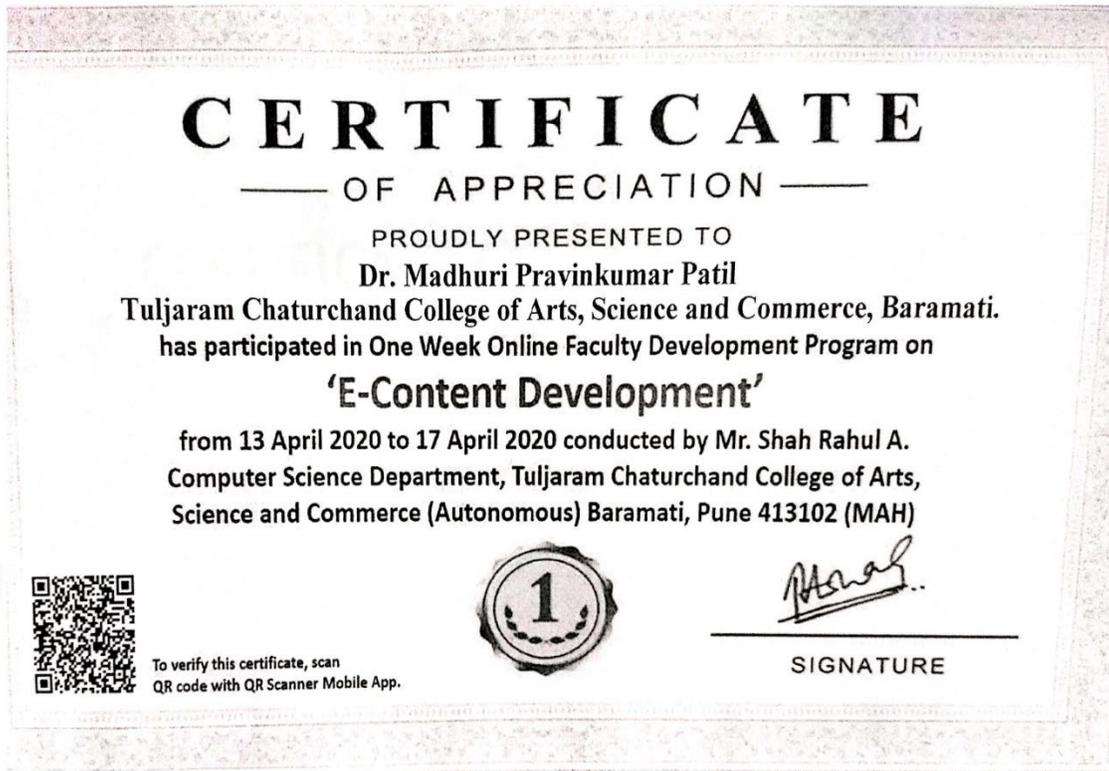 CERTIFICATE
OF APPRECIATION
PROUDLY PRESENTED TO
Dr. Madhuri Pravinkumar Patil
Tuljaram Chaturchand College of Arts, Science and Commerce, Baramati.
has participated in One Week Online Faculty Development Program on
‘E-Content Development’
from 13 April 2020 to 17 April 2020 conducted by Mr. Shah Rahul A.
Computer Science Department, Tuljaram Chaturchand College of Arts,
Science and Commerce (Autonomous) Baramati, Pune 413102 (MAH)
1
To verify this certificate, scan
QR code with QR Scanner Mobile App.
SIGNATURE